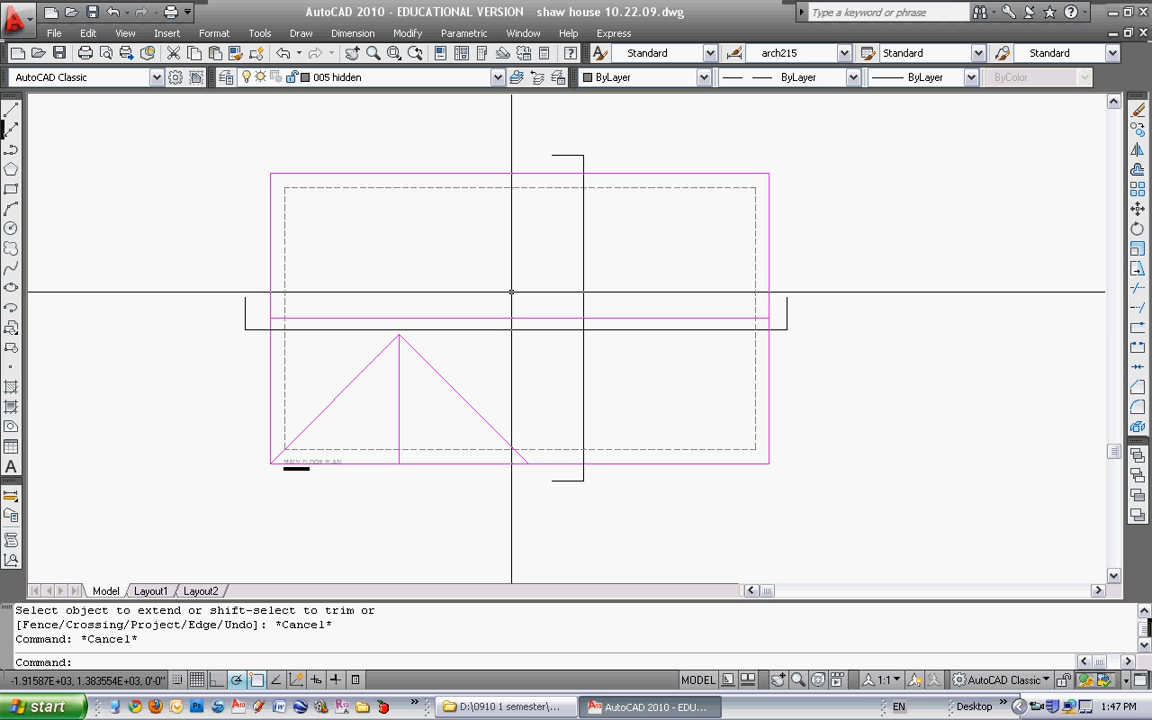 AutoCAD 2010 - EDUCATIONAL VERSION shaw house 10.22.09.dwg
Type a keyword or phrase
File Edit View Insert Format Tools Draw Dimension Modify Parametric Window Help Express
Standard arch215 Standard Standard
AutoCAD Classic 005 hidden ByLayer ByLayer ByLayer ByColor
MAIN FLOOR PLAN
Model Layout1 Layout2
Select object to extend or shift-select to trim or
[Fence/Crossing/Project/Edge/Undo]: *Cancel*
Command: *Cancel*
Command:
-1.91587E+03, 1.383554E+03, 0'-0" MODEL 1:1 AutoCAD Classic
start D:\0910 1 semester\... AutoCAD 2010 - EDU... EN Desktop 1:47 PM